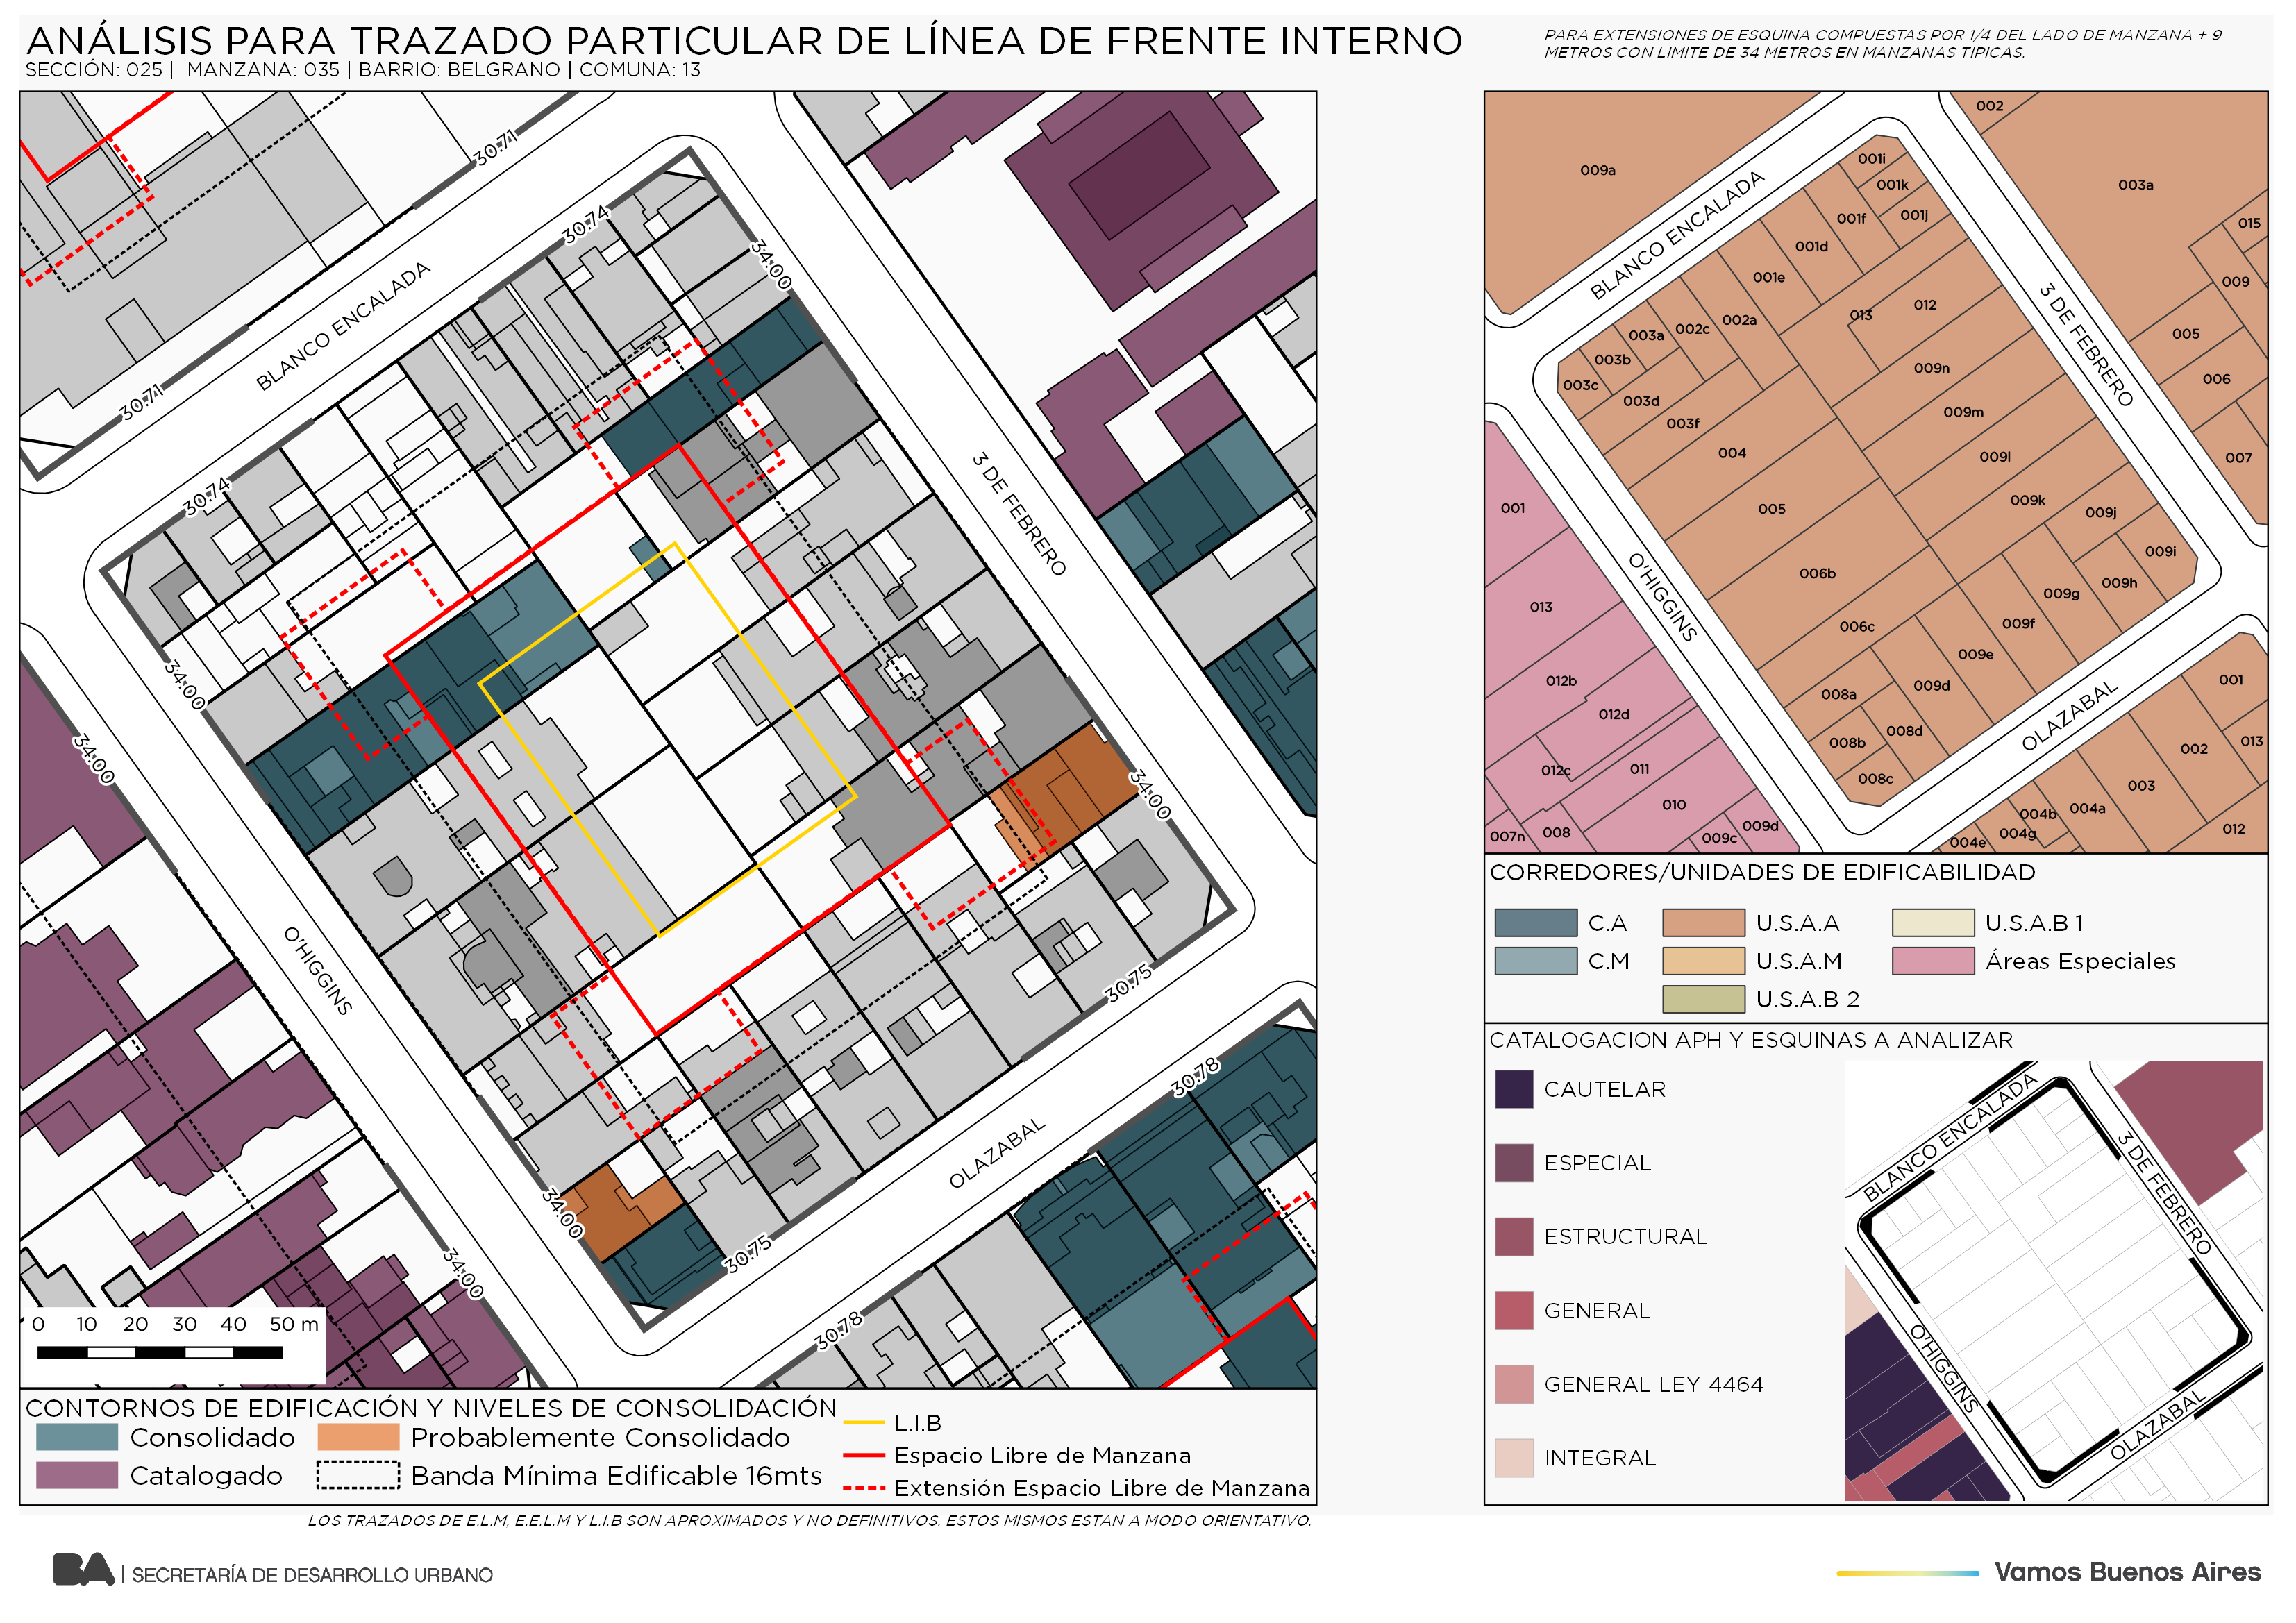 ANÁLISIS PARA TRAZADO PARTICULAR DE LÍNEA DE FRENTE INTERNO
SECCIÓN: 025 | MANZANA: 035 | BARRIO: BELGRANO | COMUNA: 13
PARA EXTENSIONES DE ESQUINA COMPUESTAS POR 1/4 DEL LADO DE MANZANA + 9
METROS CON LIMITE DE 34 METROS EN MANZANAS TIPICAS.
30.71
30.74
34.00
BLANCO ENCALADA
30.71
30.74
3 DE FEBRERO
34.00
34.00
34.00
O'HIGGINS
30.75
30.78
OLAZABAL
34.00
30.75
34.00
30.78
0 10 20 30 40 50 m
CONTORNOS DE EDIFICACIÓN Y NIVELES DE CONSOLIDACIÓN
Consolidado
Probablemente Consolidado
Catalogado
Banda Mínima Edificable 16mts
L.I.B
Espacio Libre de Manzana
Extensión Espacio Libre de Manzana
LOS TRAZADOS DE E.L.M, E.E.L.M Y L.I.B SON APROXIMADOS Y NO DEFINITIVOS. ESTOS MISMOS ESTAN A MODO ORIENTATIVO.
002
009a
001i
003a
001k
001j
001f
015
001d
BLANCO ENCALADA
001e
009
012
013
3 DE FEBRERO
002a
002c
003a
005
003b
009n
006
003c
003d
009m
003f
004
009l
007
009k
001
005
009j
009i
006b
009h
O'HIGGINS
009g
013
009f
006c
009e
012b
008a
009d
001
012d
OLAZABAL
008b
008d
013
002
012c
011
008c
003
010
004a
004b
009d
012
007n
008
009c
004g
004e
CORREDORES/UNIDADES DE EDIFICABILIDAD
C.A
U.S.A.A
U.S.A.B 1
C.M
U.S.A.M
Áreas Especiales
U.S.A.B 2
CATALOGACION APH Y ESQUINAS A ANALIZAR
CAUTELAR
ESPECIAL
ESTRUCTURAL
GENERAL
GENERAL LEY 4464
INTEGRAL
BLANCO ENCALADA
3 DE FEBRERO
O'HIGGINS
OLAZABAL
BA | SECRETARÍA DE DESARROLLO URBANO
Vamos Buenos Aires